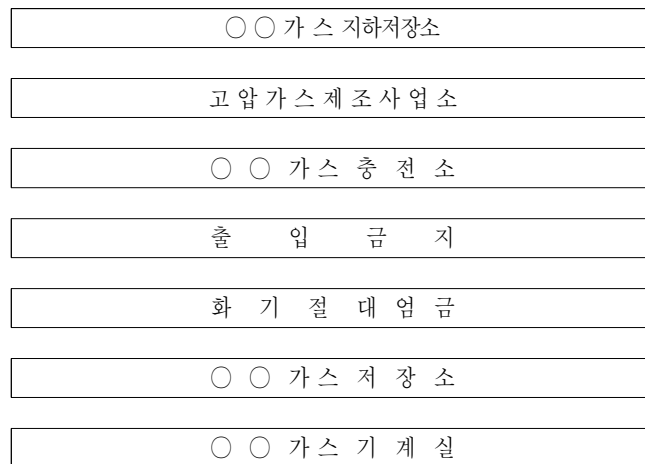 ○ ○ 가 스 지하저장소
고 압 가 스 제 조 사 업 소
○ ○ 가 스 충 전 소
출 입 금 지
화 기 절 대 엄 금
○ ○ 가 스 저 장 소
○ ○ 가 스 기 계 실